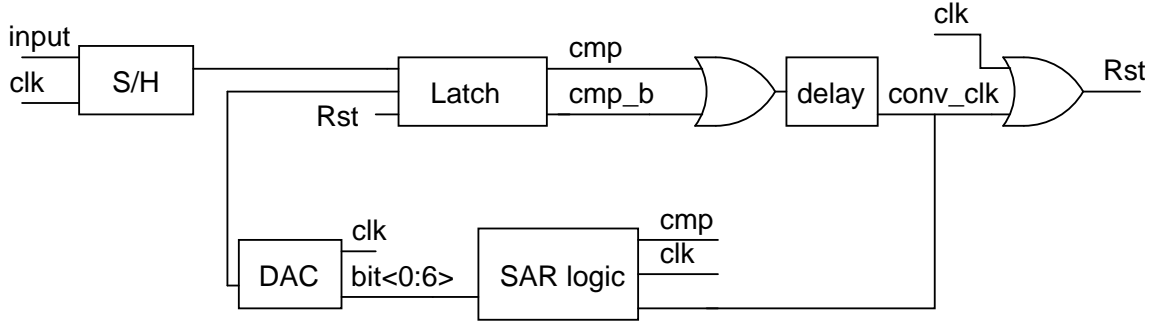 clk
input
S/H
cmp
Rst
clk
Latch
cmp_b
delay
conv_clk
Rst
cmp
clk
clk
DAC
bit<0:6>
SAR logic